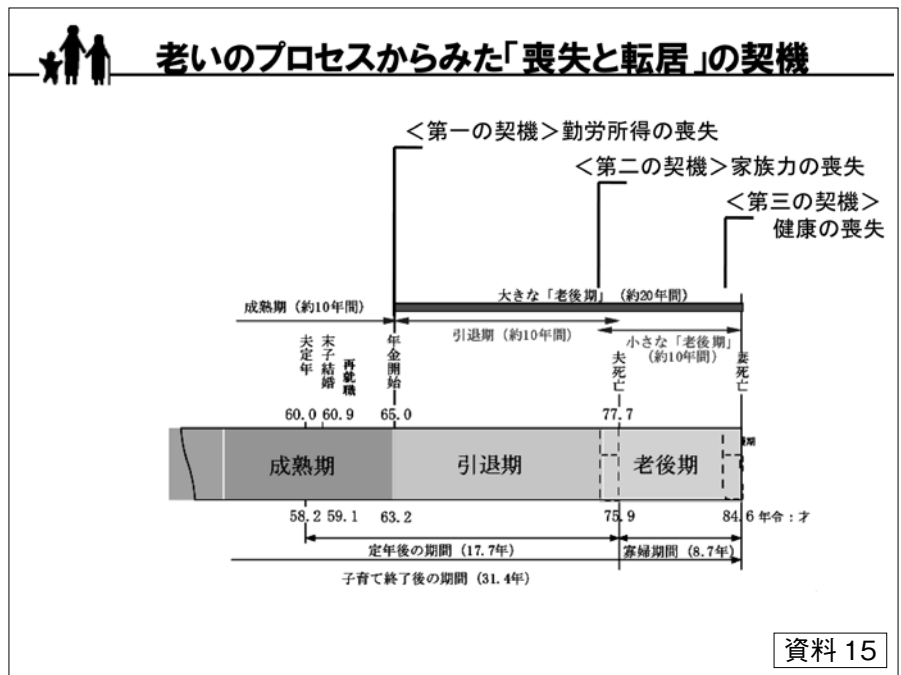 老いのプロセスからみた「喪失と転居」の契機
＜第一の契機＞勤労所得の喪失
＜第二の契機＞家族力の喪失
＜第三の契機＞
健康の喪失
大きな「老後期」（約20年間）
成熟期（約10年間）
引退期（約10年間）
小さな「老後期」
（約10年間）
夫定年
末子結婚
再就職
年金開始
夫死亡
妻死亡
60.0 60.9 65.0 77.7
成熟期 引退期 老後期
58.2 59.1 63.2 75.9 84.6 年令：才
定年後の期間（17.7年） 寡婦期間（8.7年）
子育て終了後の期間（31.4年）
資料 15